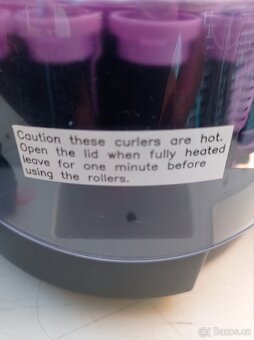 Caution these curlers are hot.
Open the lid when fully heated
leave for one minute before
using the rollers.
Bazos.cz